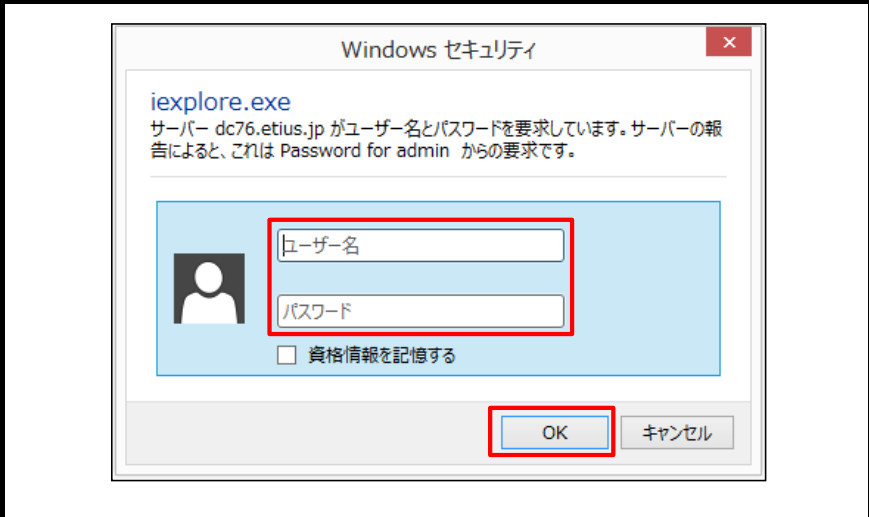 Windows セキュリティ
iexplore.exe
サーバー dc76.etius.jp がユーザー名とパスワードを要求しています。サーバーの報
告によると、これは Password for admin からの要求です。
ユーザー名
パスワード
資格情報を記憶する
OK
キャンセル